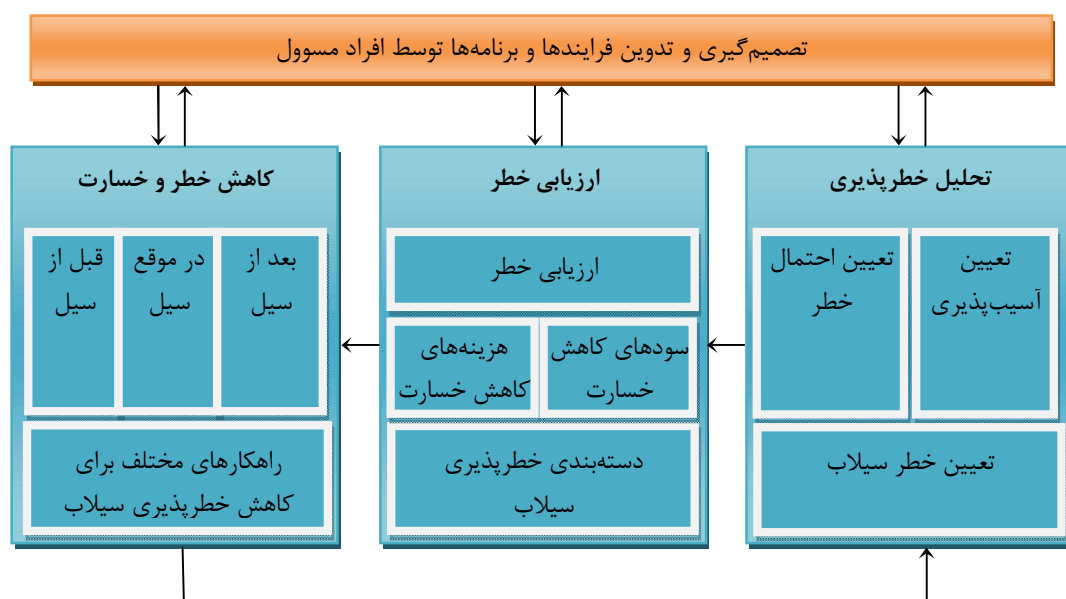 تصمیم‌گیری و تدوین فرایندها و برنامه‌ها توسط افراد مسوول
تحلیل خطرپذیری
تعیین
آسیب‌پذیری
تعیین احتمال
خطر
تعیین خطر سیلاب
ارزیابی خطر
ارزیابی خطر
سودهای کاهش
خسارت
هزینه‌های
کاهش خسارت
دسته‌بندی خطرپذیری
سیلاب
کاهش خطر و خسارت
بعد از
سیل
در موقع
سیل
قبل از
سیل
راهکارهای مختلف برای
کاهش خطرپذیری سیلاب